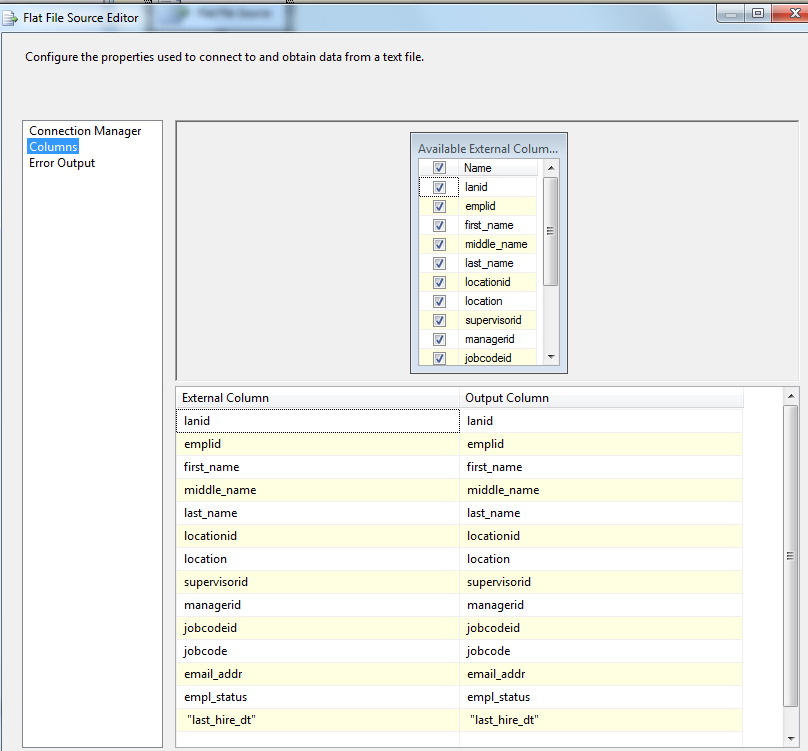 Flat File Source Editor
Configure the properties used to connect to and obtain data from a text file.
Connection Manager
Columns
Error Output
Available External Colum...
Name
lanid
emplid
first_name
middle_name
last_name
locationid
location
supervisorid
managerid
jobcodeid
External Column Output Column
lanid lanid
emplid emplid
first_name first_name
middle_name middle_name
last_name last_name
locationid locationid
location location
supervisorid supervisorid
managerid managerid
jobcodeid jobcodeid
jobcode jobcode
email_addr email_addr
empl_status empl_status
"last_hire_dt" "last_hire_dt"